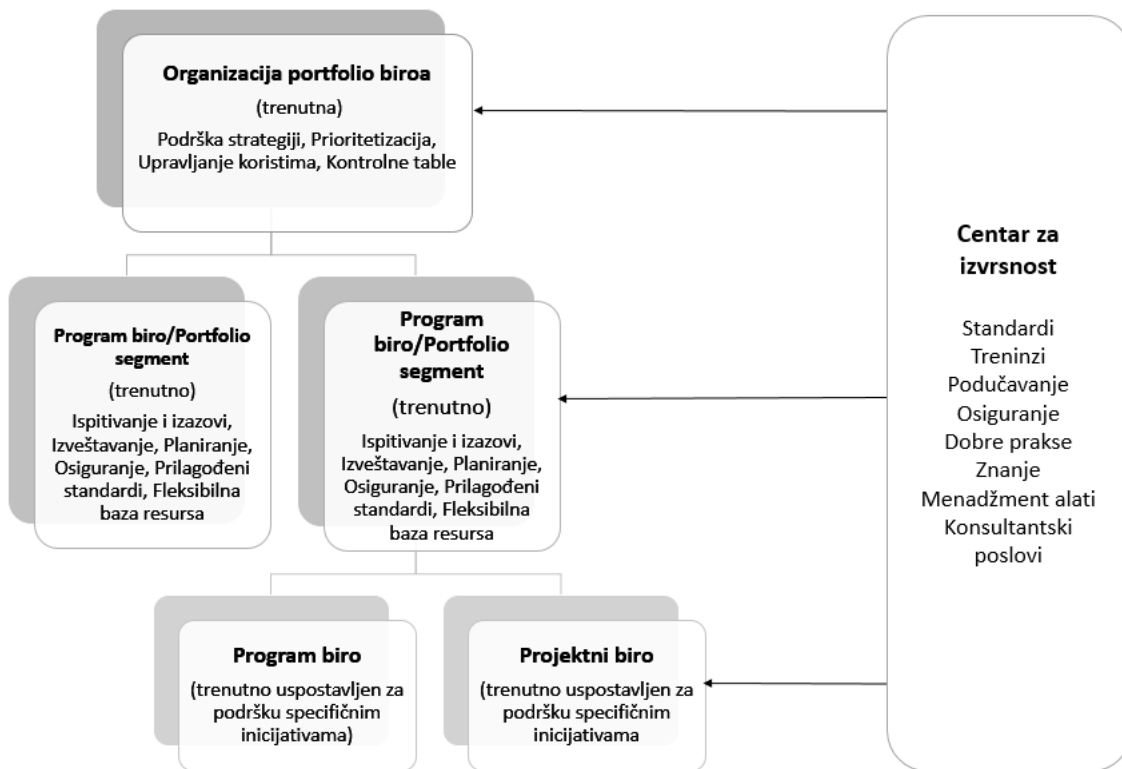 Organizacija portfolio biroa
(trenutna)
Podrška strategiji, Prioritetizacija,
Upravljanje koristima, Kontrolne table
Program biro/Portfolio
segment
(trenutno)
Ispitivanje i izazovi,
Izveštavanje, Planiranje,
Osiguranje, Prilagođeni
standardi, Fleksibilna
baza resursa
Program
biro/Portfolio
segment
(trenutno)
Ispitivanje i izazovi,
Izveštavanje, Planiranje,
Osiguranje, Prilagođeni
standardi, Fleksibilna
baza resursa
Program biro
(trenutno uspostavljen za
podršku specifičnim
inicijativama)
Projektni biro
(trenutno uspostavljen za
podršku specifičnim
inicijativama
Centar za
izvrsnost
Standardi
Treninzi
Podučavanje
Osiguranje
Dobre prakse
Znanje
Menadžment alati
Konsultantski
poslovi